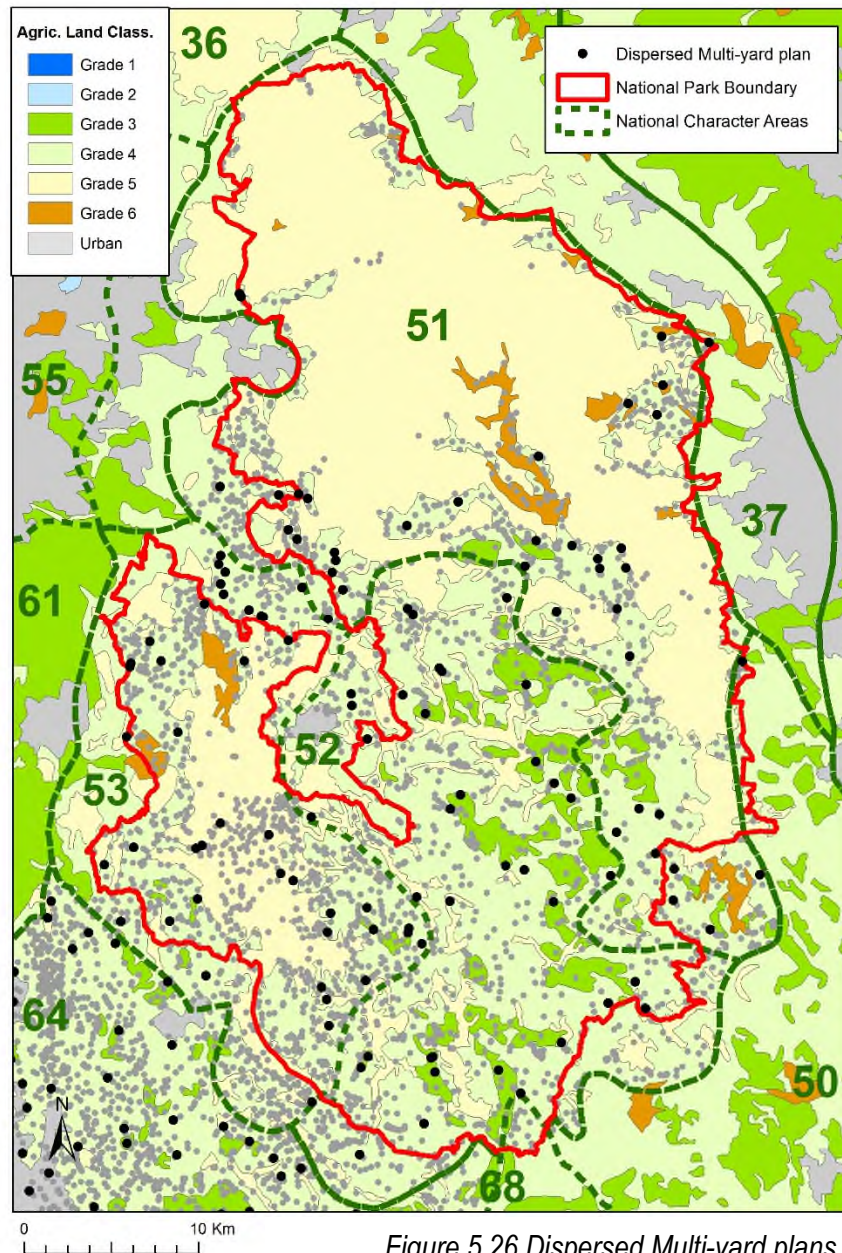 Agric. Land Class.
Grade 1
Grade 2
Grade 3
Grade 4
Grade 5
Grade 6
Urban
Dispersed Multi-yard plan
National Park Boundary
National Character Areas
36
51
55
37
61
52
53
64
50
68
N
0 10 Km
Figure 5.26 Dispersed Multi-yard plans